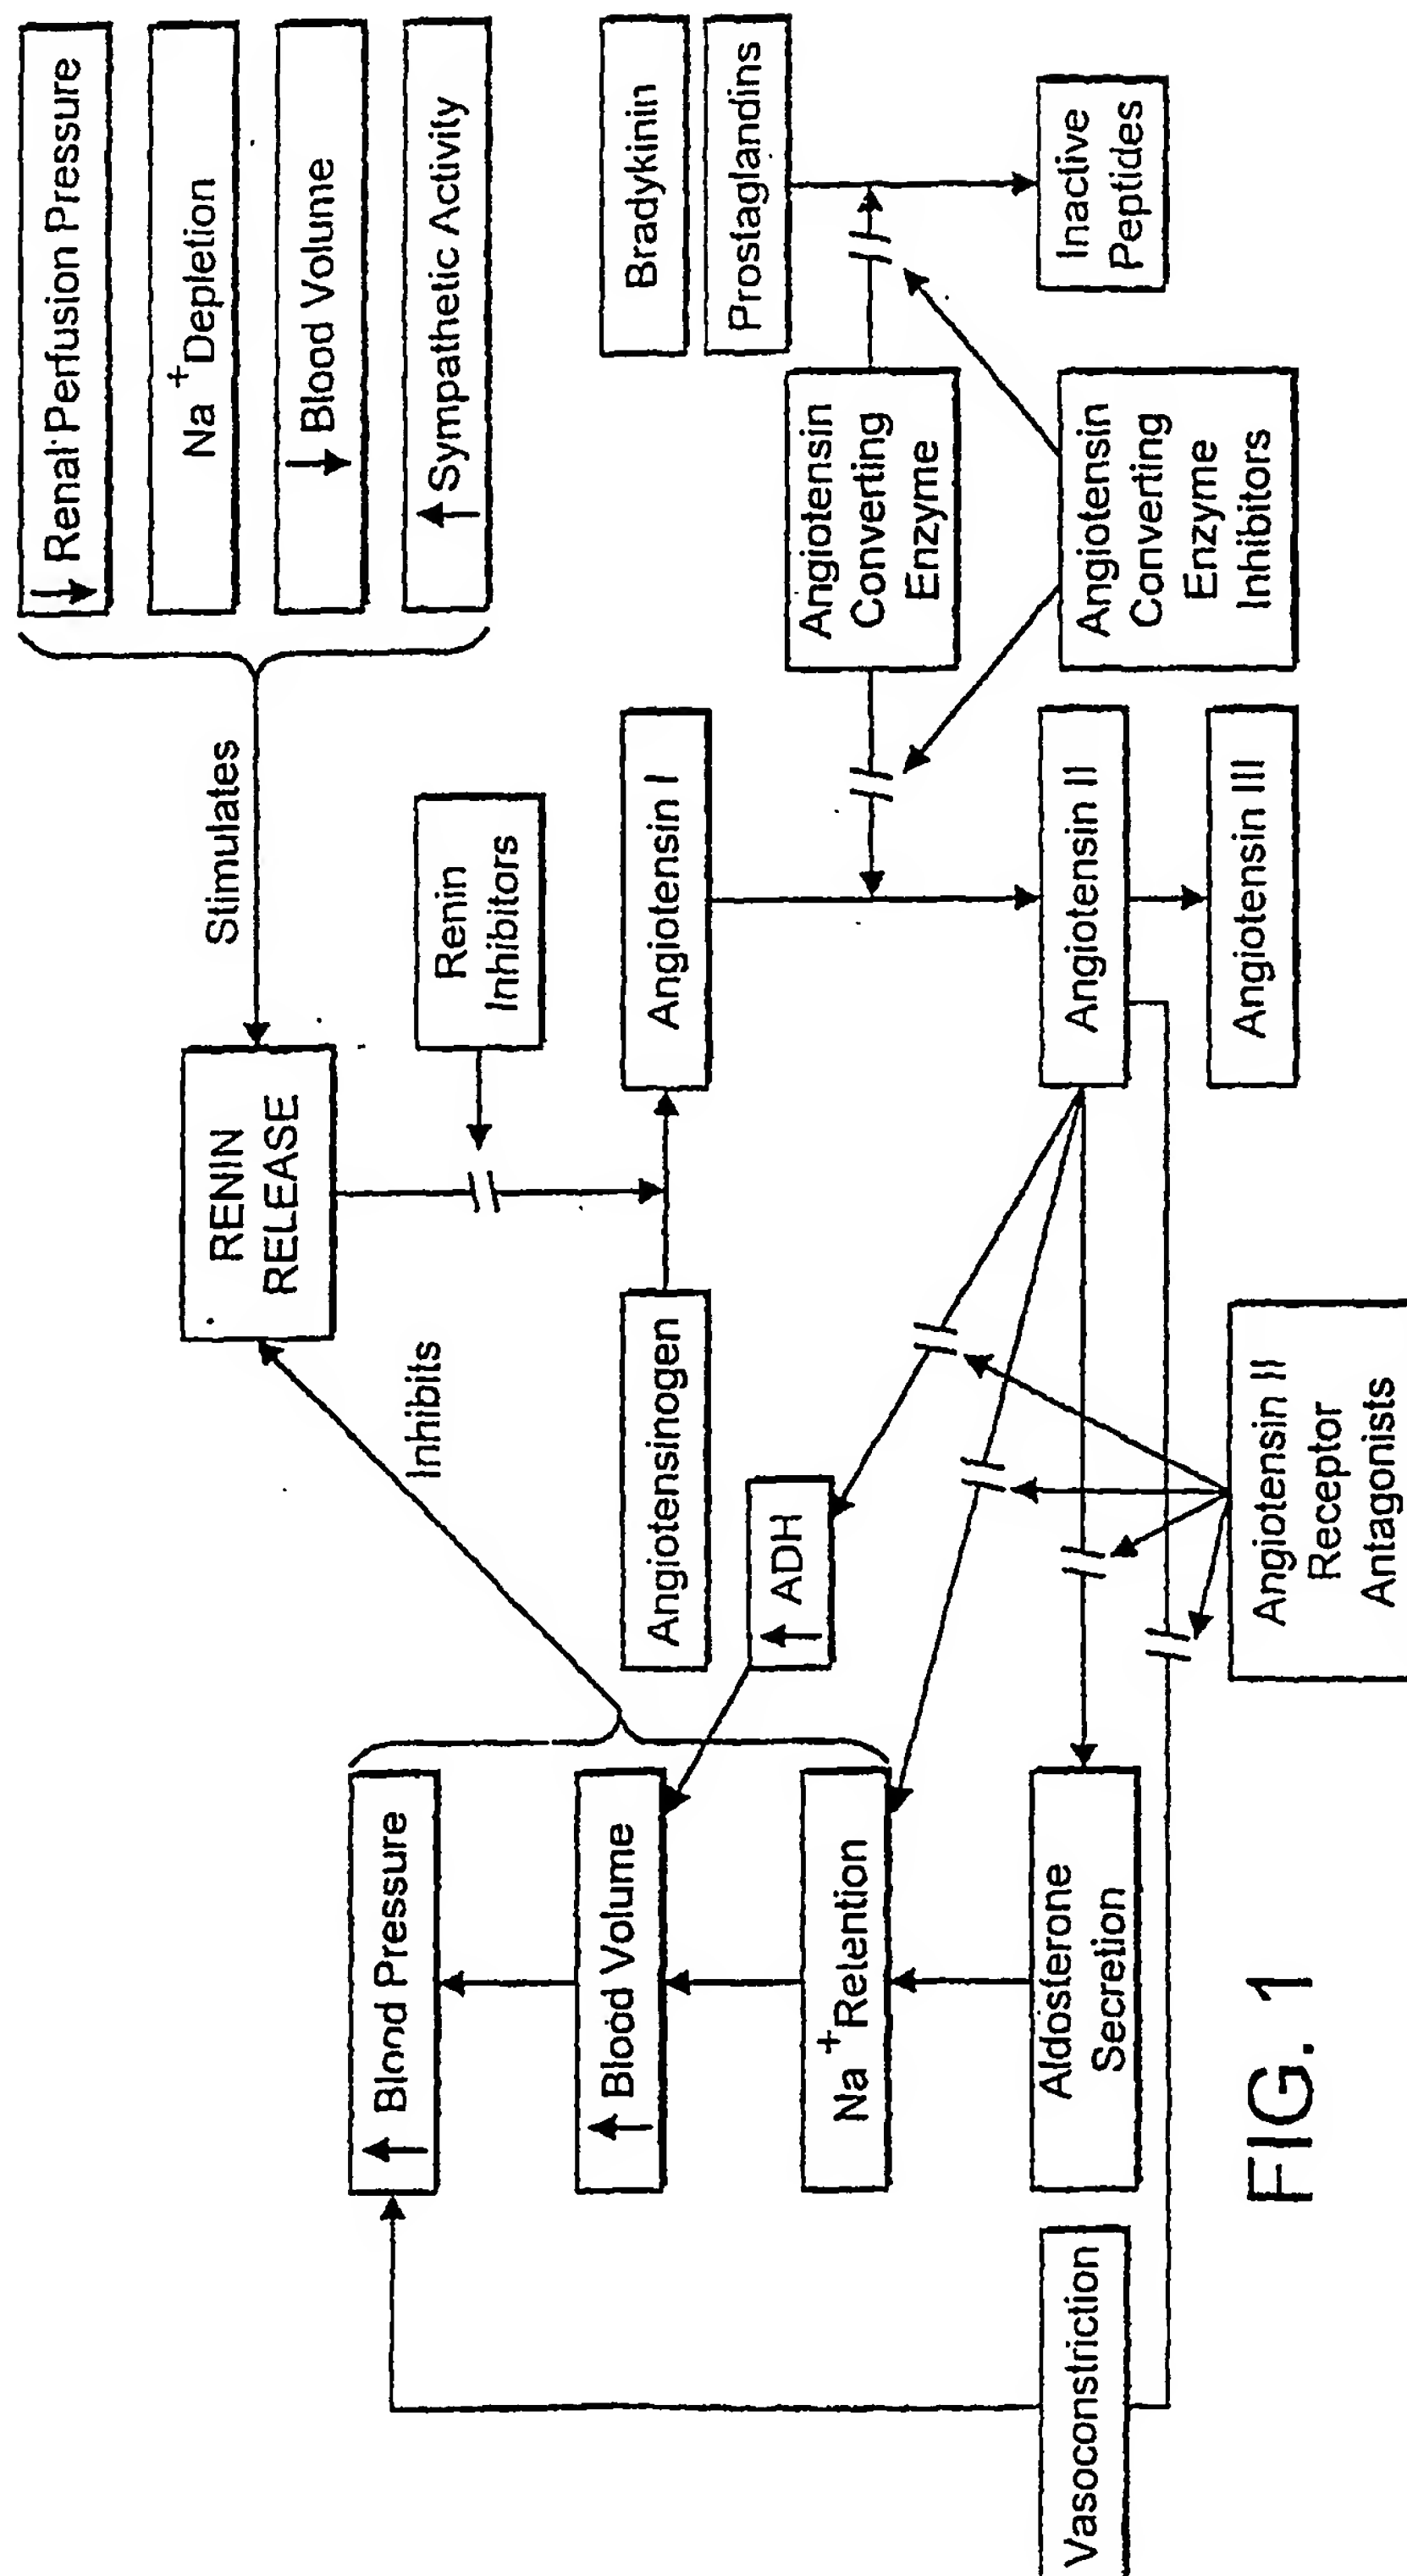 ↓ Renal Perfusion Pressure
Na + Depletion
↓ Blood Volume
↑ Sympathetic Activity
Stimulates
RENIN
RELEASE
Inhibits
Renin
Inhibitors
↑ Blood Pressure
↑ Blood Volume
Na + Retention
Aldosferone
Secretion
Vasoconstriction
Angiotensinogen
Angiotensin I
↑ ADH
Bradykinin
Prostaglandins
Angiotensin
Converting
Enzyme
Inactive
Peptides
Angiotensin II
Angiotensin III
Angiotensin
Converting
Enzyme
Inhibitors
Angiotensin II
Receptor
Antagonists
FIG. 1